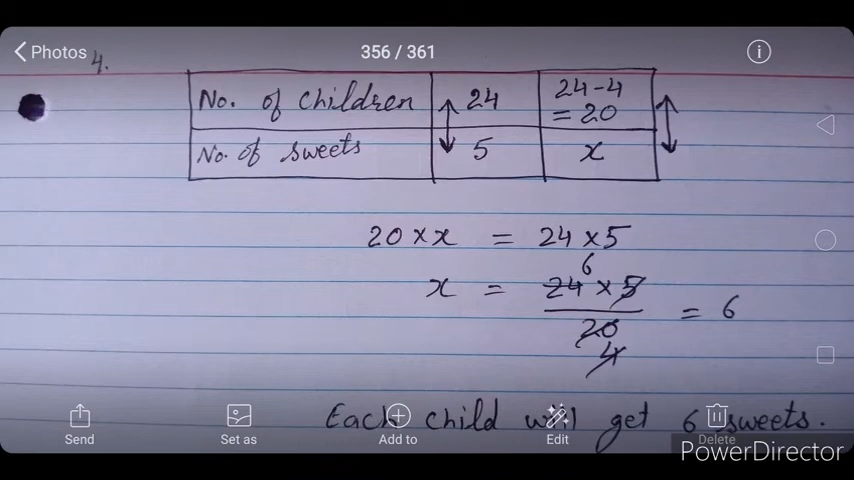 Photos
356 / 361
4.
No. of children 24 24-4
= 20
No. of sweets 5 x
20 × x = 24 × 5
6
x = 24 × 5 = 6
20
4
Each child will get 6 sweets.
Send Set as Add to Edit Delete
PowerDirector